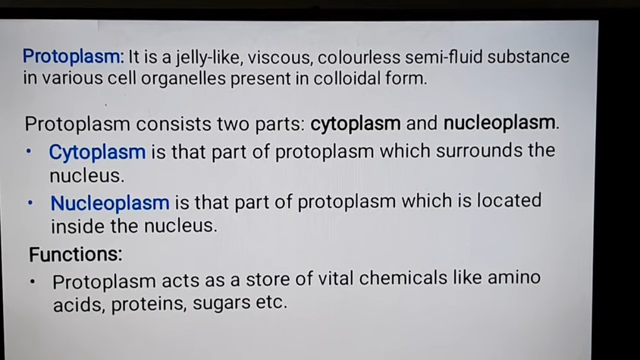 Protoplasm: It is a jelly-like, viscous, colourless semi-fluid substance
in various cell organelles present in colloidal form.
Protoplasm consists two parts: cytoplasm and nucleoplasm.
• Cytoplasm is that part of protoplasm which surrounds the
nucleus.
• Nucleoplasm is that part of protoplasm which is located
inside the nucleus.
Functions:
• Protoplasm acts as a store of vital chemicals like amino
acids, proteins, sugars etc.